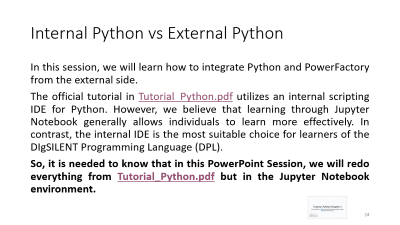 Internal Python vs External Python
In this session, we will learn how to integrate Python and PowerFactory
from the external side.
The official tutorial in Tutorial_Python.pdf utilizes an internal scripting
IDE for Python. However, we believe that learning through Jupyter
Notebook generally allows individuals to learn more effectively. In
contrast, the internal IDE is the most suitable choice for learners of the
DIgSILENT Programming Language (DPL).
So, it is needed to know that in this PowerPoint Session, we will redo
everything from Tutorial_Python.pdf but in the Jupyter Notebook
environment.